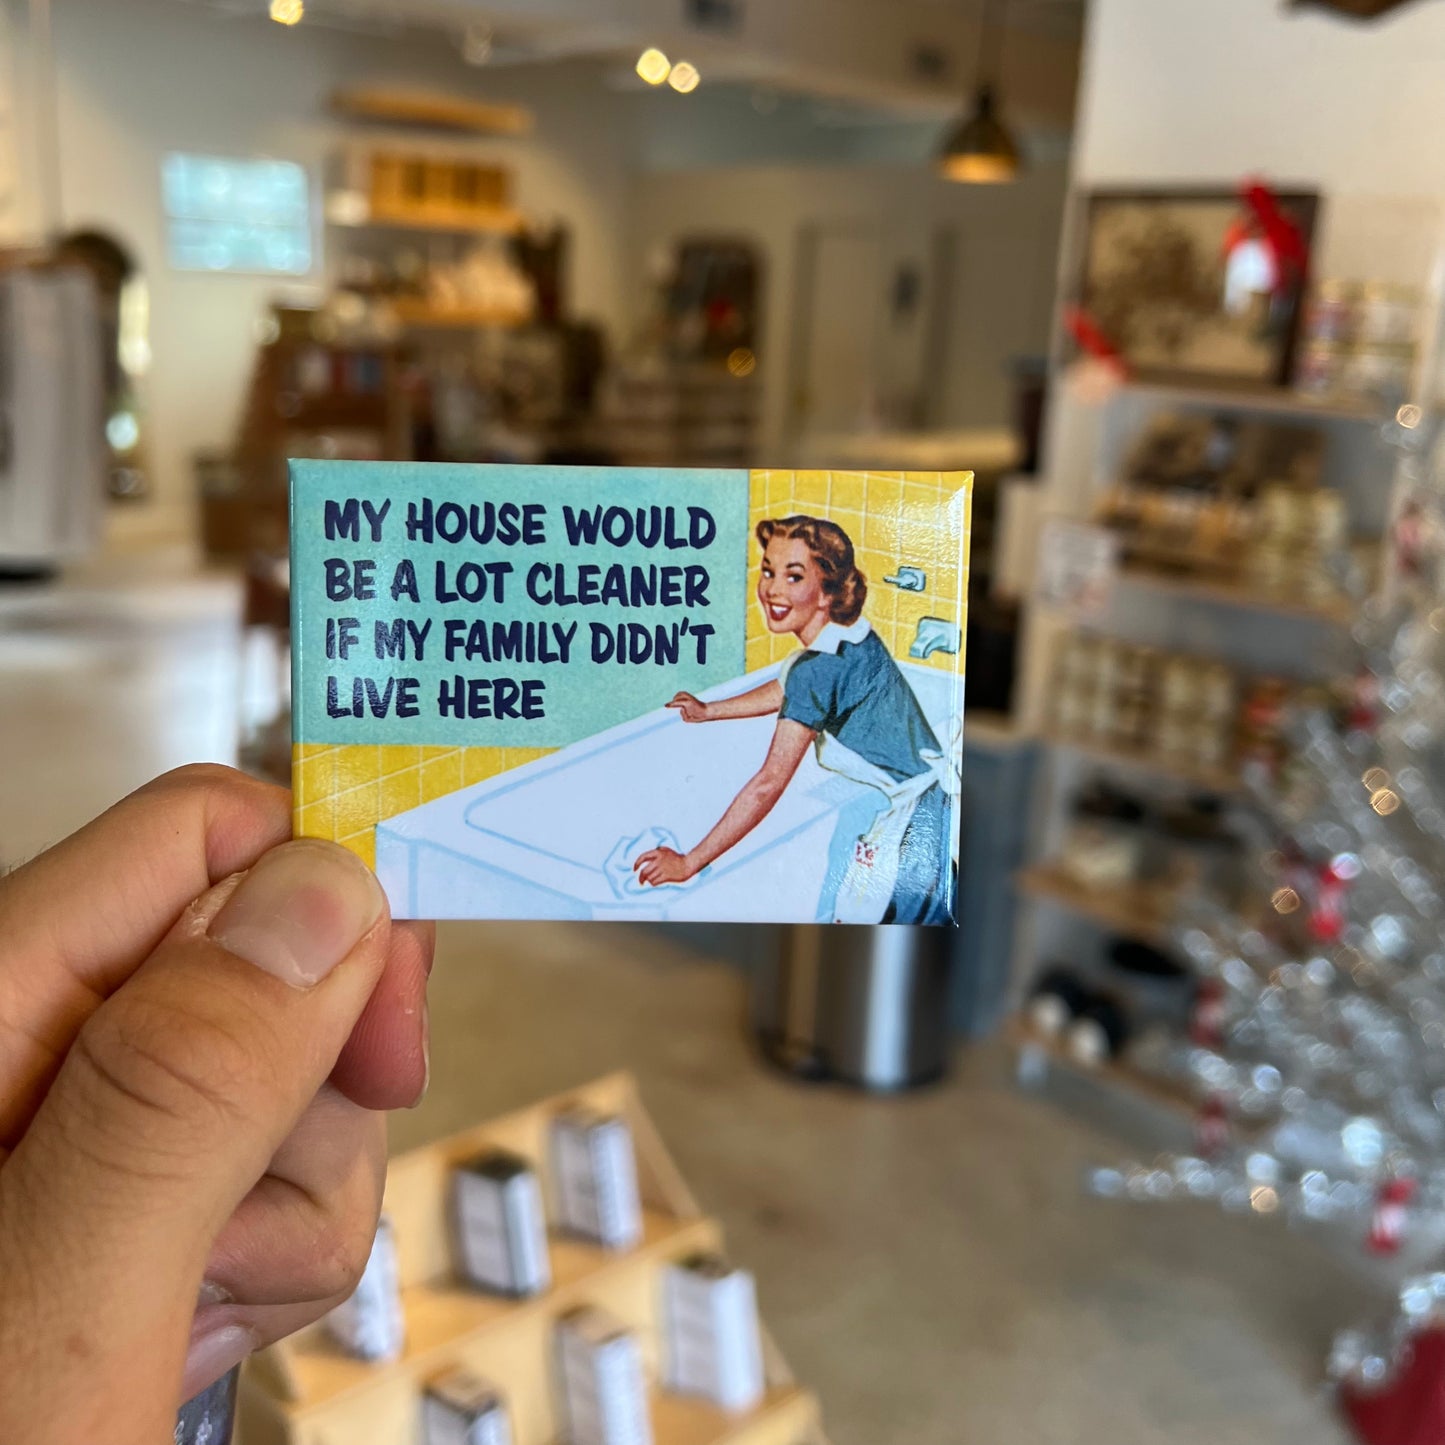 MY HOUSE WOULD
BE A LOT CLEANER
IF MY FAMILY DIDN'T
LIVE HERE